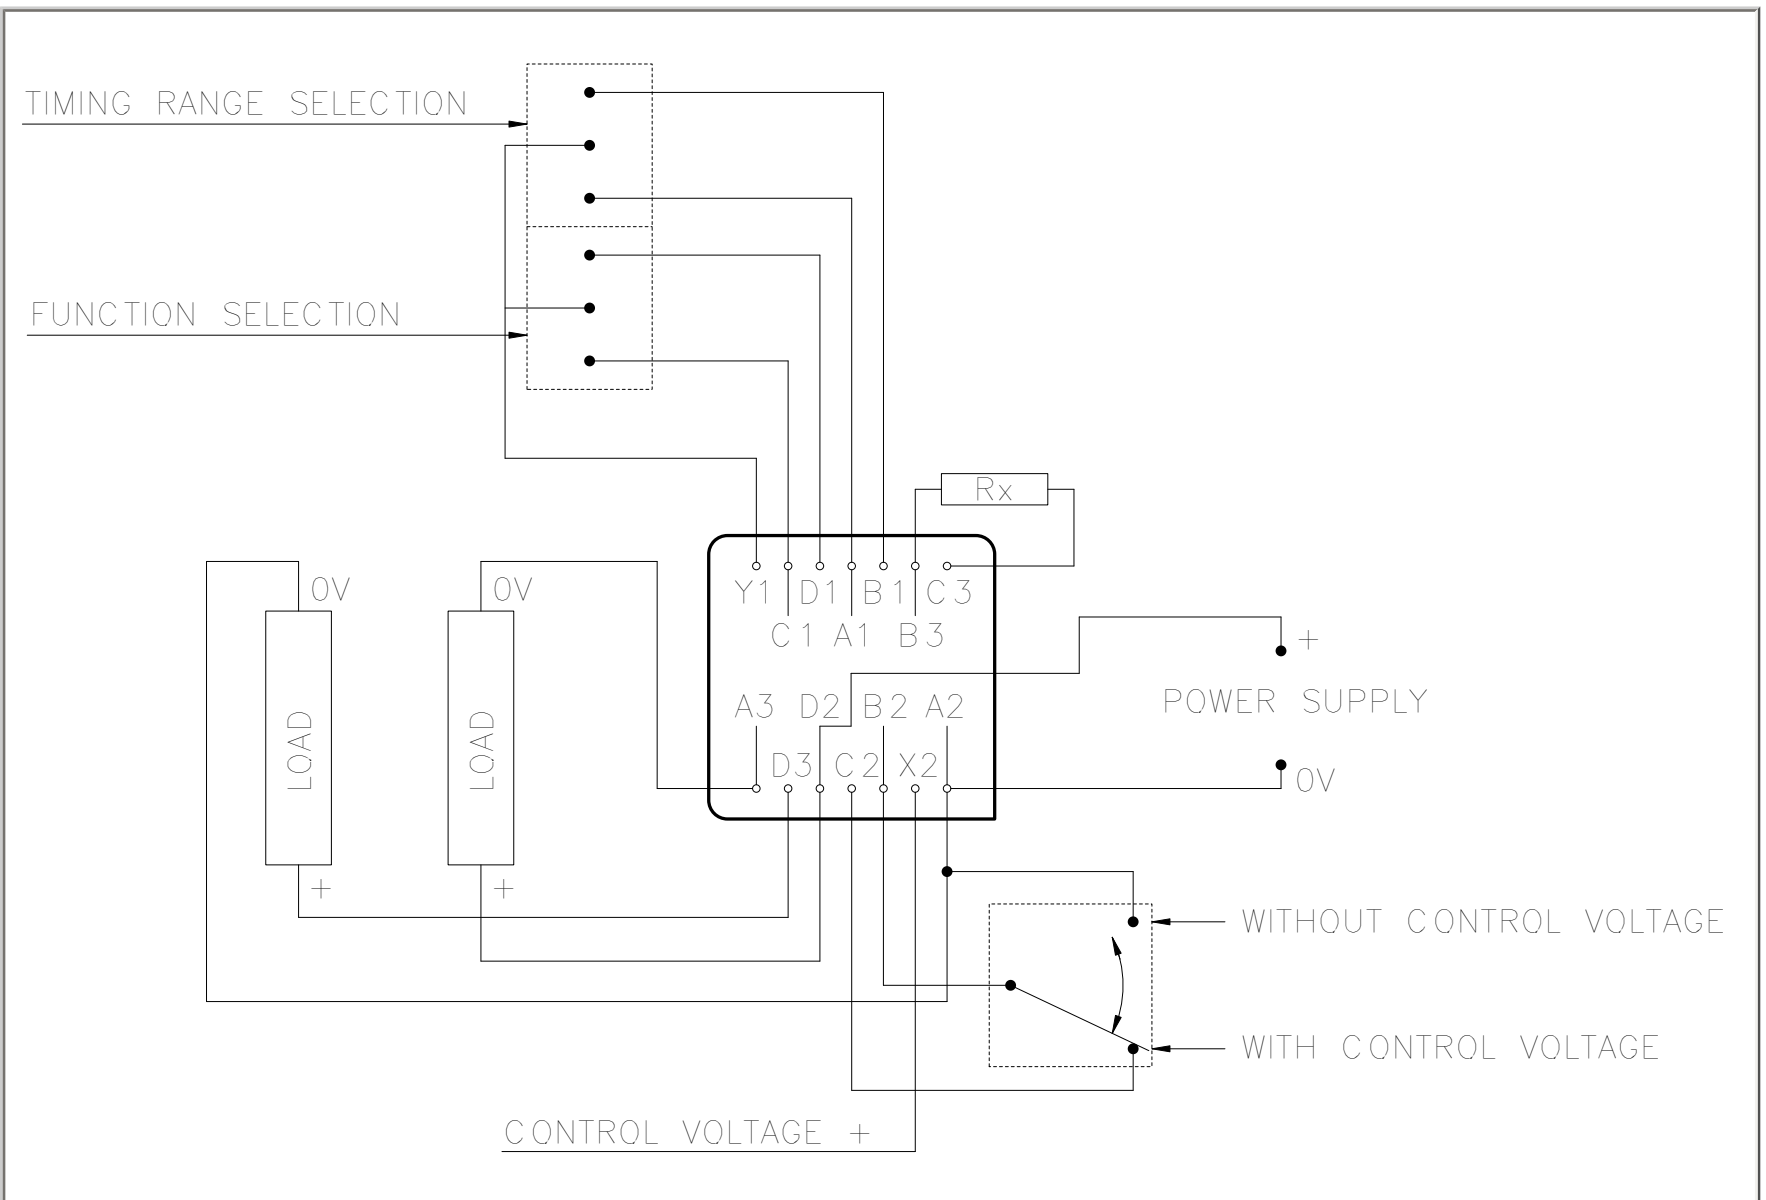 TIMING RANGE SELECTION
FUNCTION SELECTION
Rx
Y1 D1 B1 C3
C1 A1 B3
0V
0V
+
POWER SUPPLY
0V
A3 D2 B2 A2
D3 C2 X2
LOAD
LOAD
+
+
WITHOUT CONTROL VOLTAGE
WITH CONTROL VOLTAGE
CONTROL VOLTAGE +